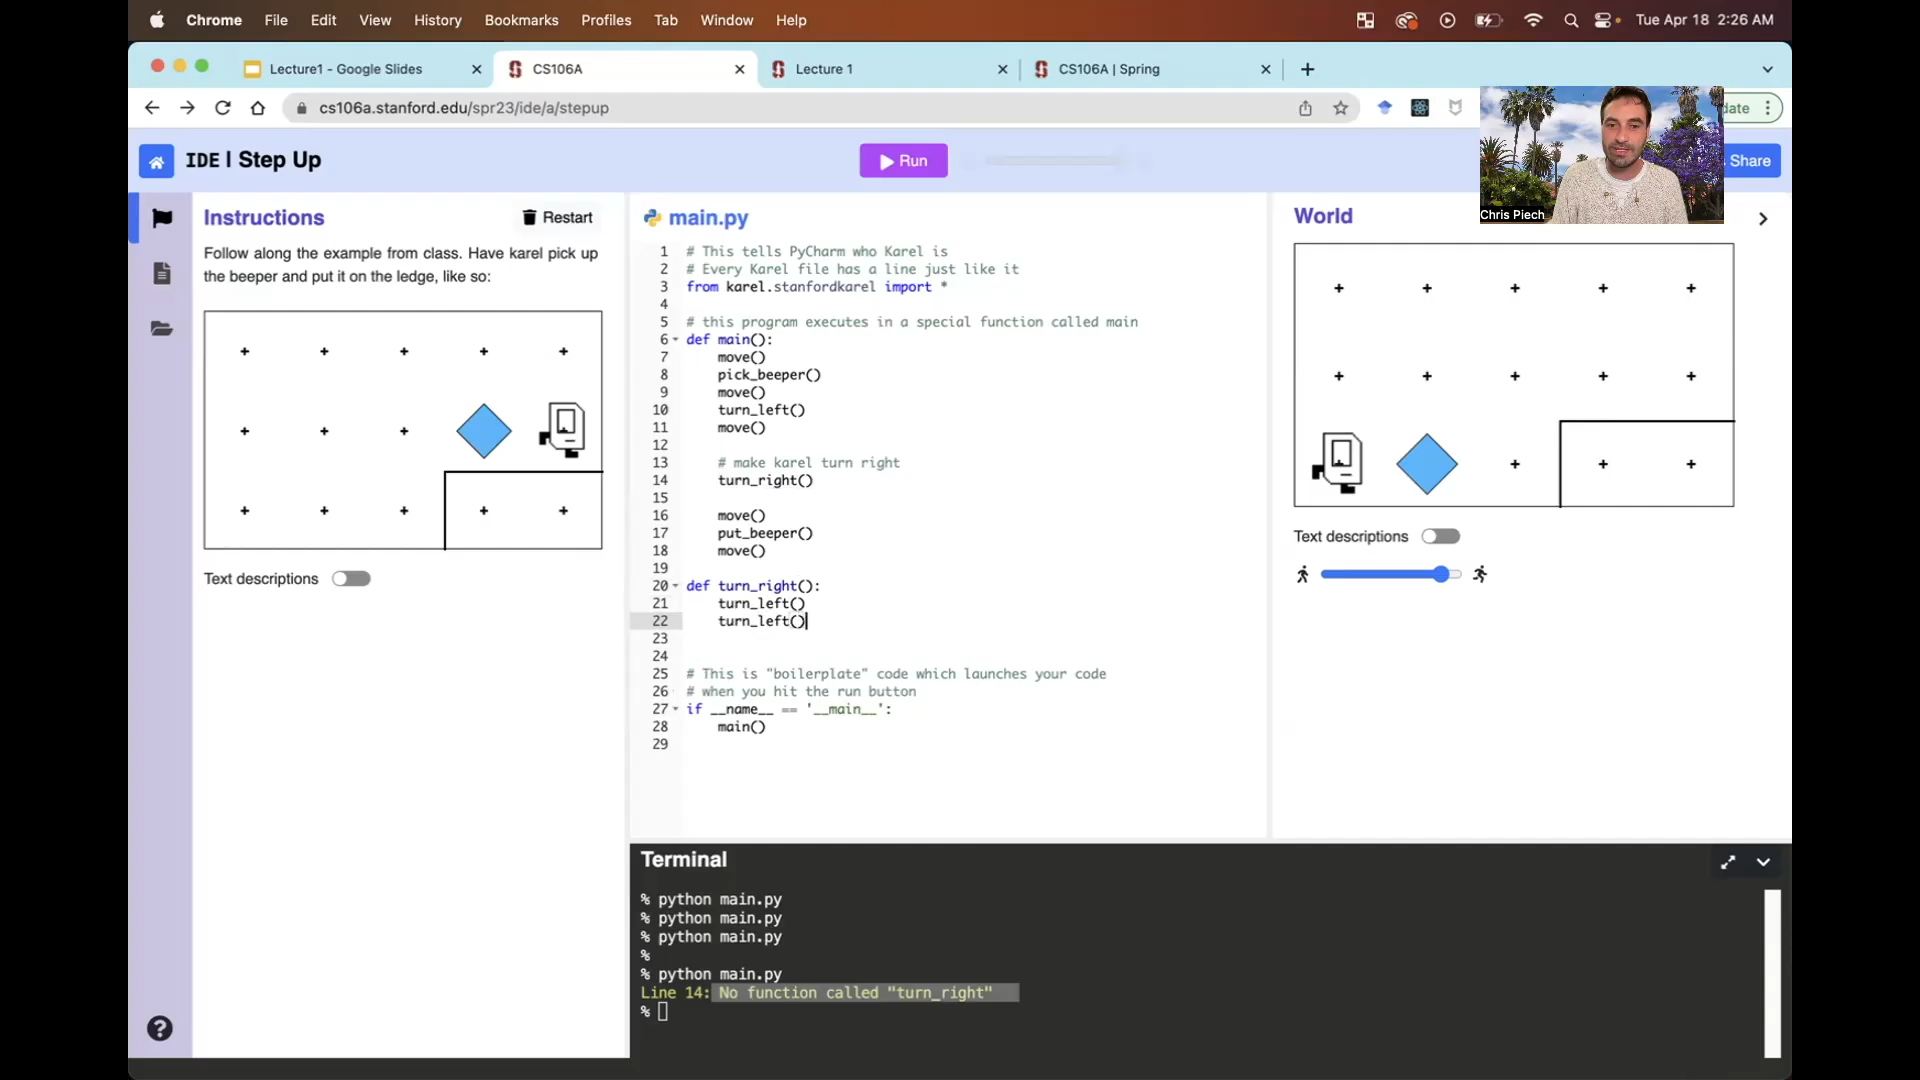 Chrome File Edit View History Bookmarks Profiles Tab Window Help Tue Apr 18 2:26 AM
Lecture1 - Google Slides CS106A Lecture 1 CS106A | Spring
cs106a.stanford.edu/spr23/ide/a/stepup date
IDE | Step Up Run Share
Chris Piech
Instructions Restart
Follow along the example from class. Have karel pick up
the beeper and put it on the ledge, like so:
Text descriptions
main.py
1 # This tells PyCharm who Karel is
2 # Every Karel file has a line just like it
3 from karel.stanfordkarel import *
4
5 # this program executes in a special function called main
6 def main():
7     move()
8     pick_beeper()
9     move()
10     turn_left()
11     move()
12
13     # make karel turn right
14     turn_right()
15
16     move()
17     put_beeper()
18     move()
19
20 def turn_right():
21     turn_left()
22     turn_left()
23
24
25 # This is "boilerplate" code which launches your code
26 # when you hit the run button
27 if __name__ == '__main__':
28     main()
29
World
Text descriptions
Terminal
% python main.py
% python main.py
% python main.py
%
% python main.py
Line 14: No function called "turn_right"
%